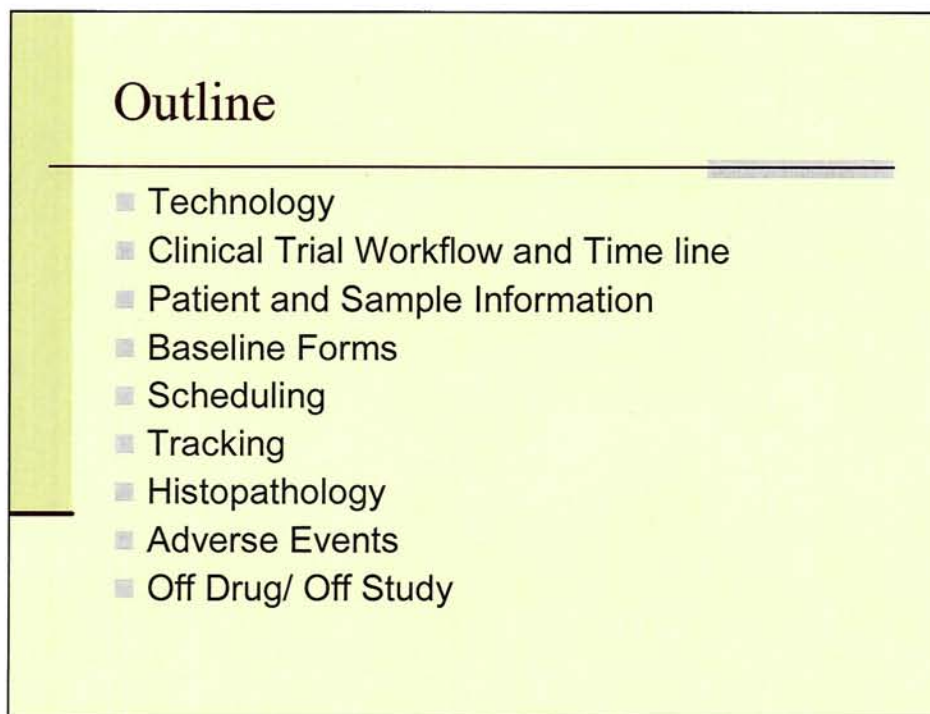 Outline
Technology
Clinical Trial Workflow and Time line
Patient and Sample Information
Baseline Forms
Scheduling
Tracking
Histopathology
Adverse Events
Off Drug/ Off Study